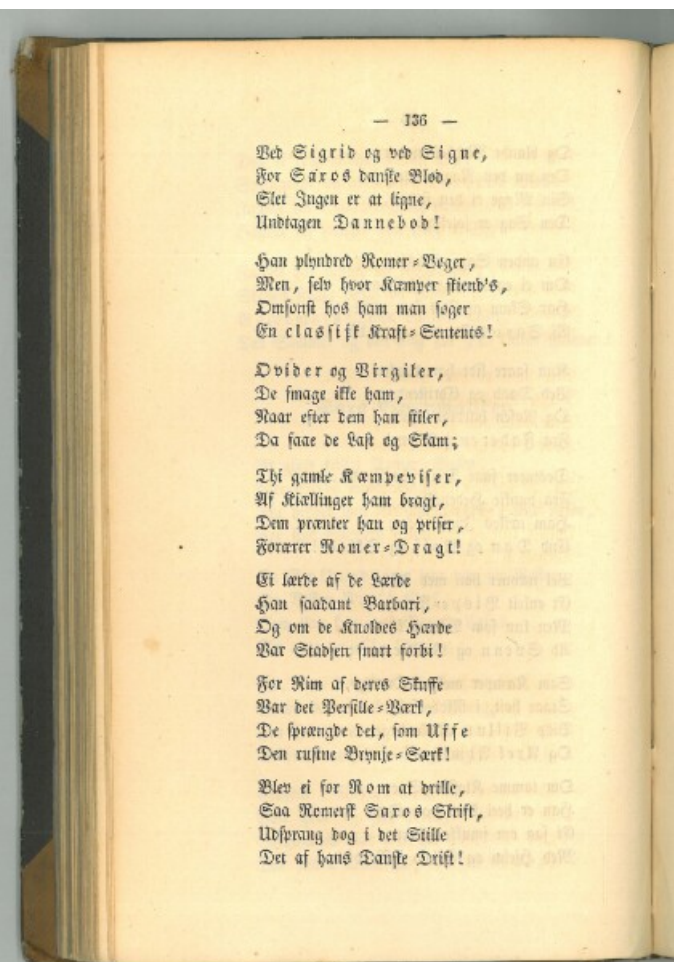 — 136 —
Ved Sigrid og ved Signe,
For Saxos danske Blod,
Slet Ingen er at ligne,
Undtagen Dannebod!
Han plyndred Romer-Bøger,
Men, selv hvor Kæmper skiend's,
Omsonst hos ham man søger
En classisk Kraft-Sentents!
Ovider og Virgiler,
De smage ikke ham,
Naar efter dem han stiler,
Da faae de Last og Skam;
Thi gamle Kæmpeviser,
Af Kiællinger ham bragt,
Dem prænter han og priser,
Forærer Romer-Dragt!
Ei lærde af de Lærde
Han saadant Barbari,
Og om de Knoldes Hærde
Var Stadsen snart forbi!
For Rim af deres Skuffe
Var det Persille-Værk,
De sprængde det, som Uffe
Den rustne Brynje-Særk!
Blev ei for Rom at drille,
Saa Romersk Saxos Skrift,
Udsprang dog i det Stille
Det af hans Danske Drift!